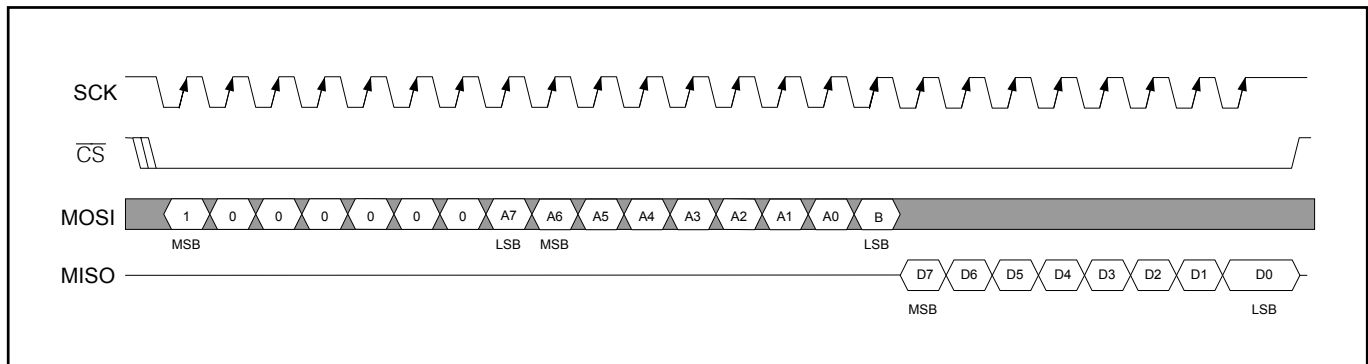 SCK
CS
MOSI 1 0 0 0 0 0 0 A7 A6 A5 A4 A3 A2 A1 A0 B
MSB LSB MSB LSB
MISO D7 D6 D5 D4 D3 D2 D1 D0
MSB LSB